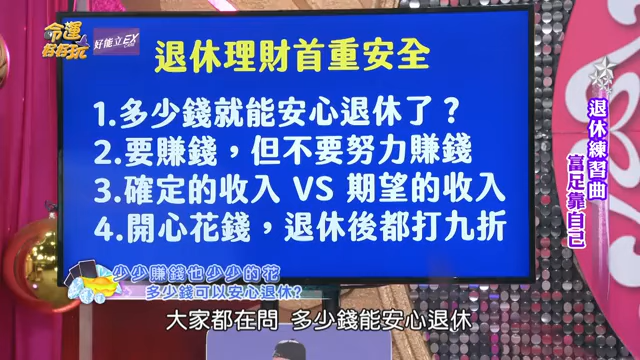 命運好好玩
好能立EX
退休理財首重安全
1.多少錢就能安心退休了？
2.要賺錢，但不要努力賺錢
3.確定的收入 VS 期望的收入
4.開心花錢，退休後都打九折
退休練習曲
富足靠自己
少少賺錢也少少的花
多少錢可以安心退休?
大家都在問 多少錢能安心退休